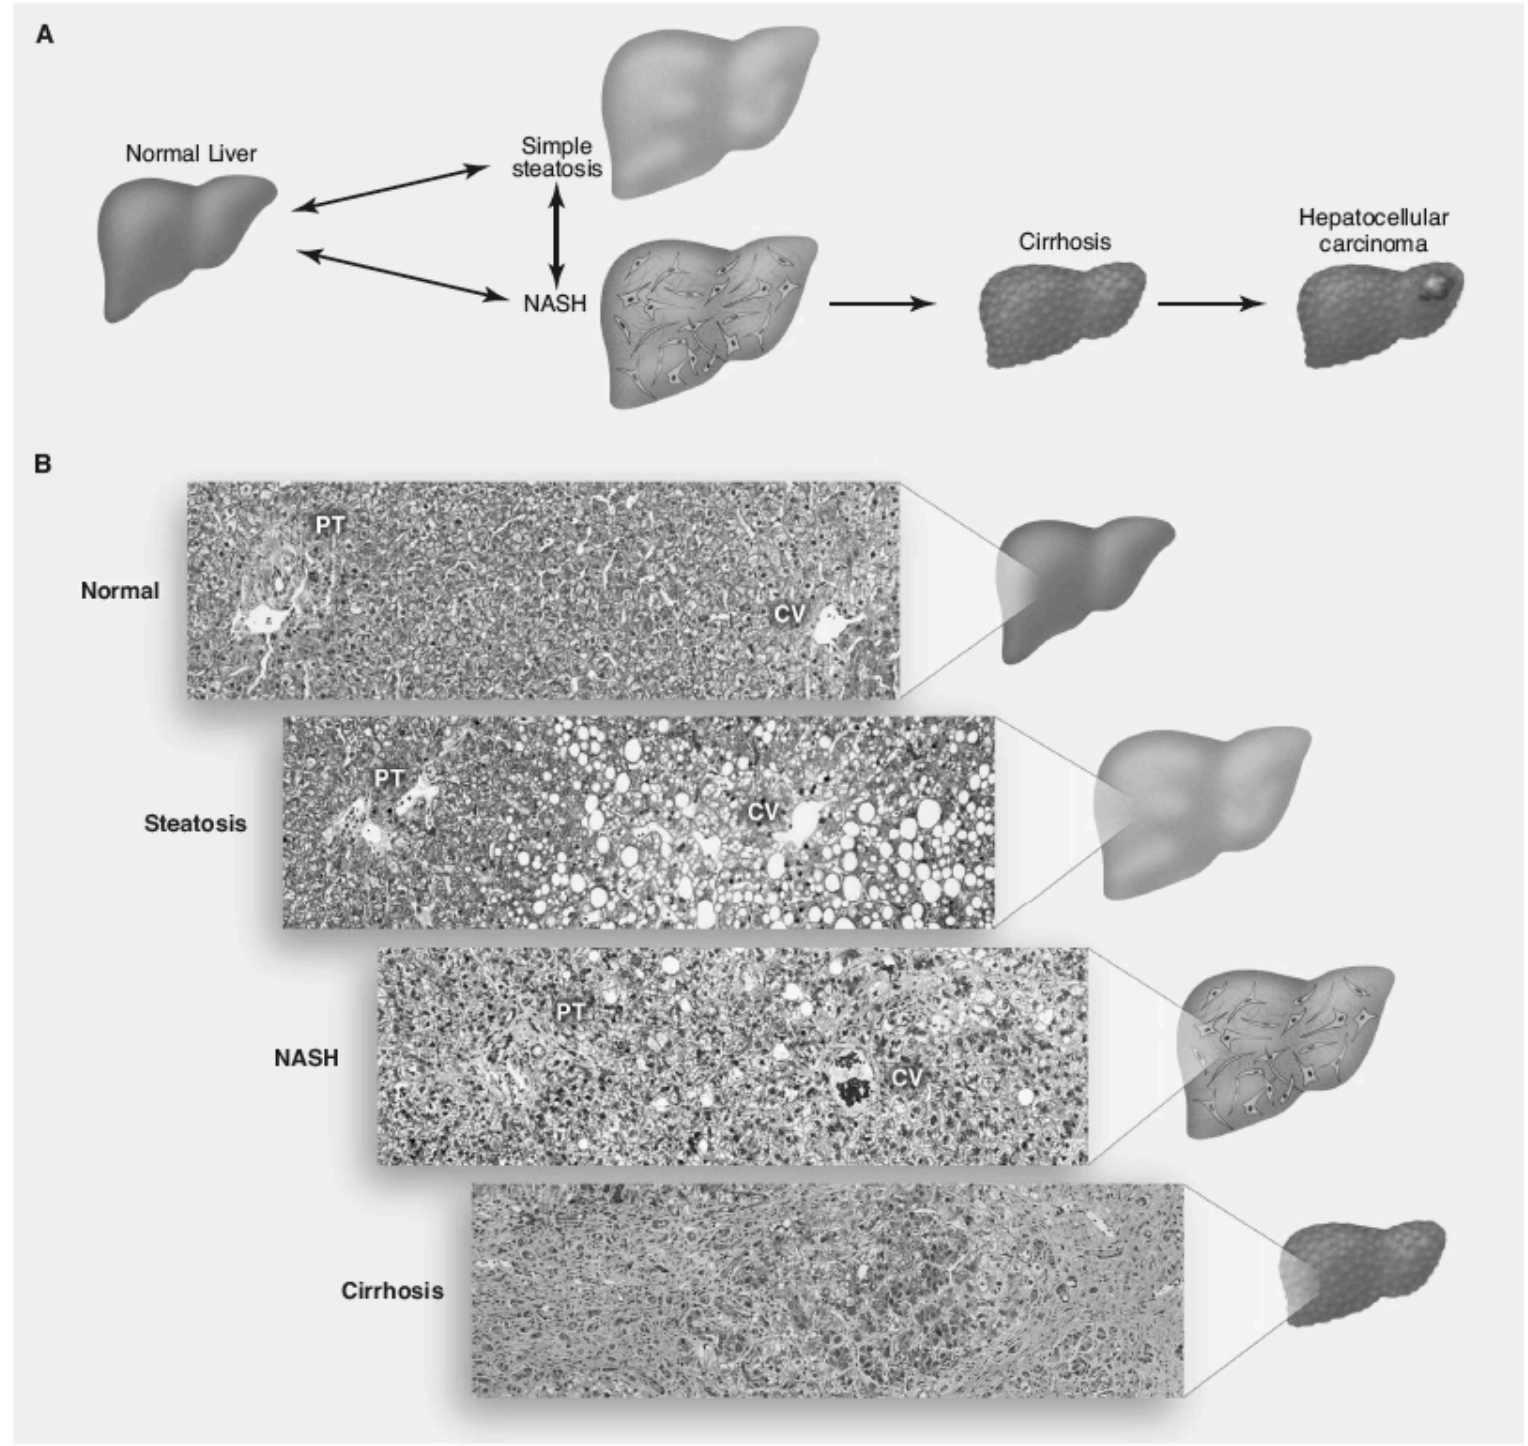 A
Normal Liver
Simple
steatosis
NASH
Cirrhosis
Hepatocellular
carcinoma
B
Normal
PT
CV
Steatosis
PT
CV
NASH
PT
CV
Cirrhosis